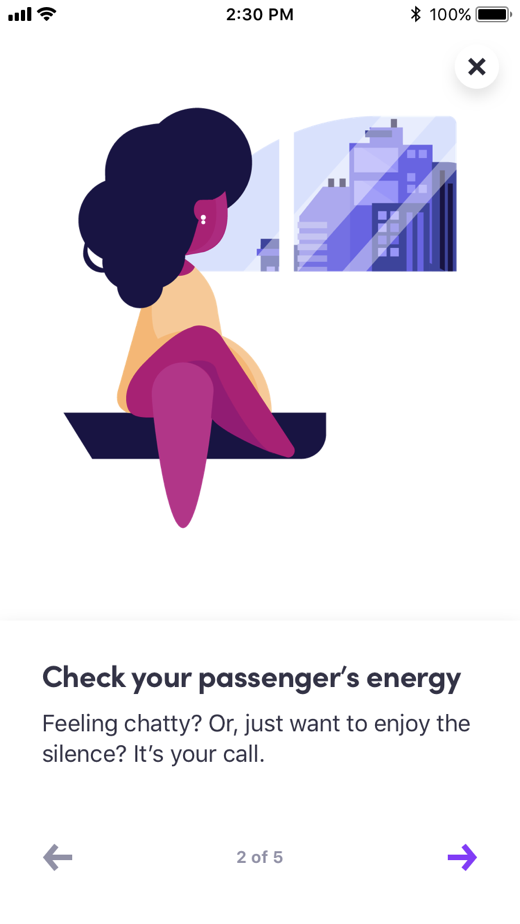 2:30 PM
100%
Check your passenger’s energy
Feeling chatty? Or, just want to enjoy the
silence? It’s your call.
2 of 5